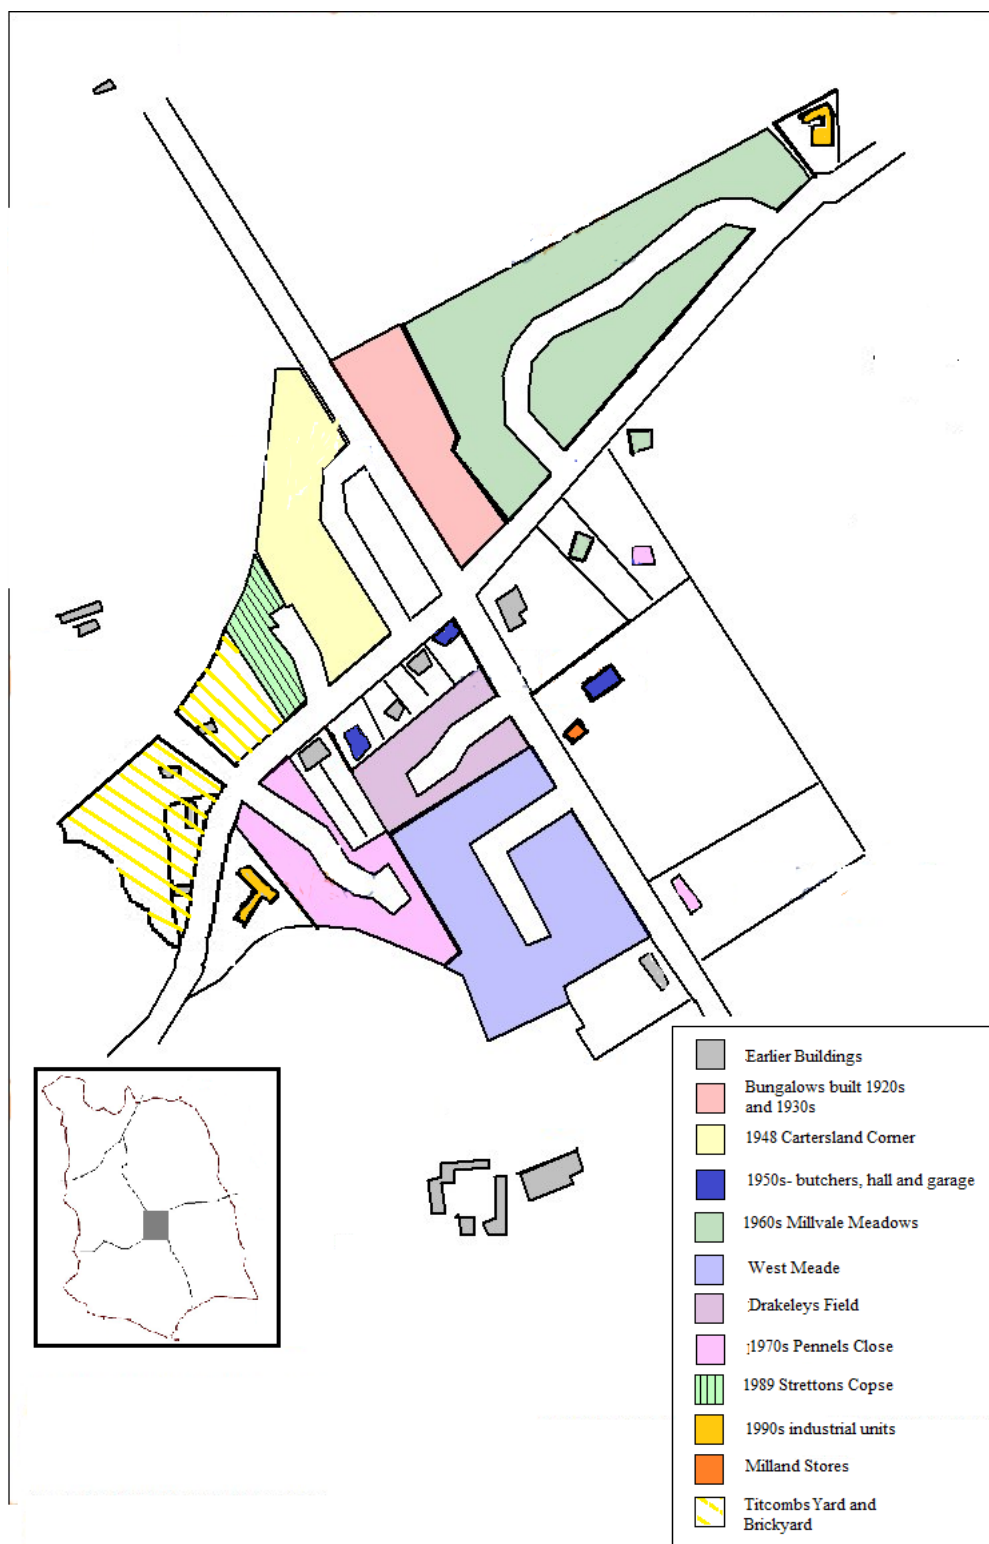 Earlier Buildings
Bungalows built 1920s
and 1930s
1948 Cartersland Corner
1950s- butchers, hall and garage
1960s Millvale Meadows
West Meade
Drakeleys Field
1970s Pennels Close
1989 Strettons Copse
1990s industrial units
Milland Stores
Titcombs Yard and
Brickyard